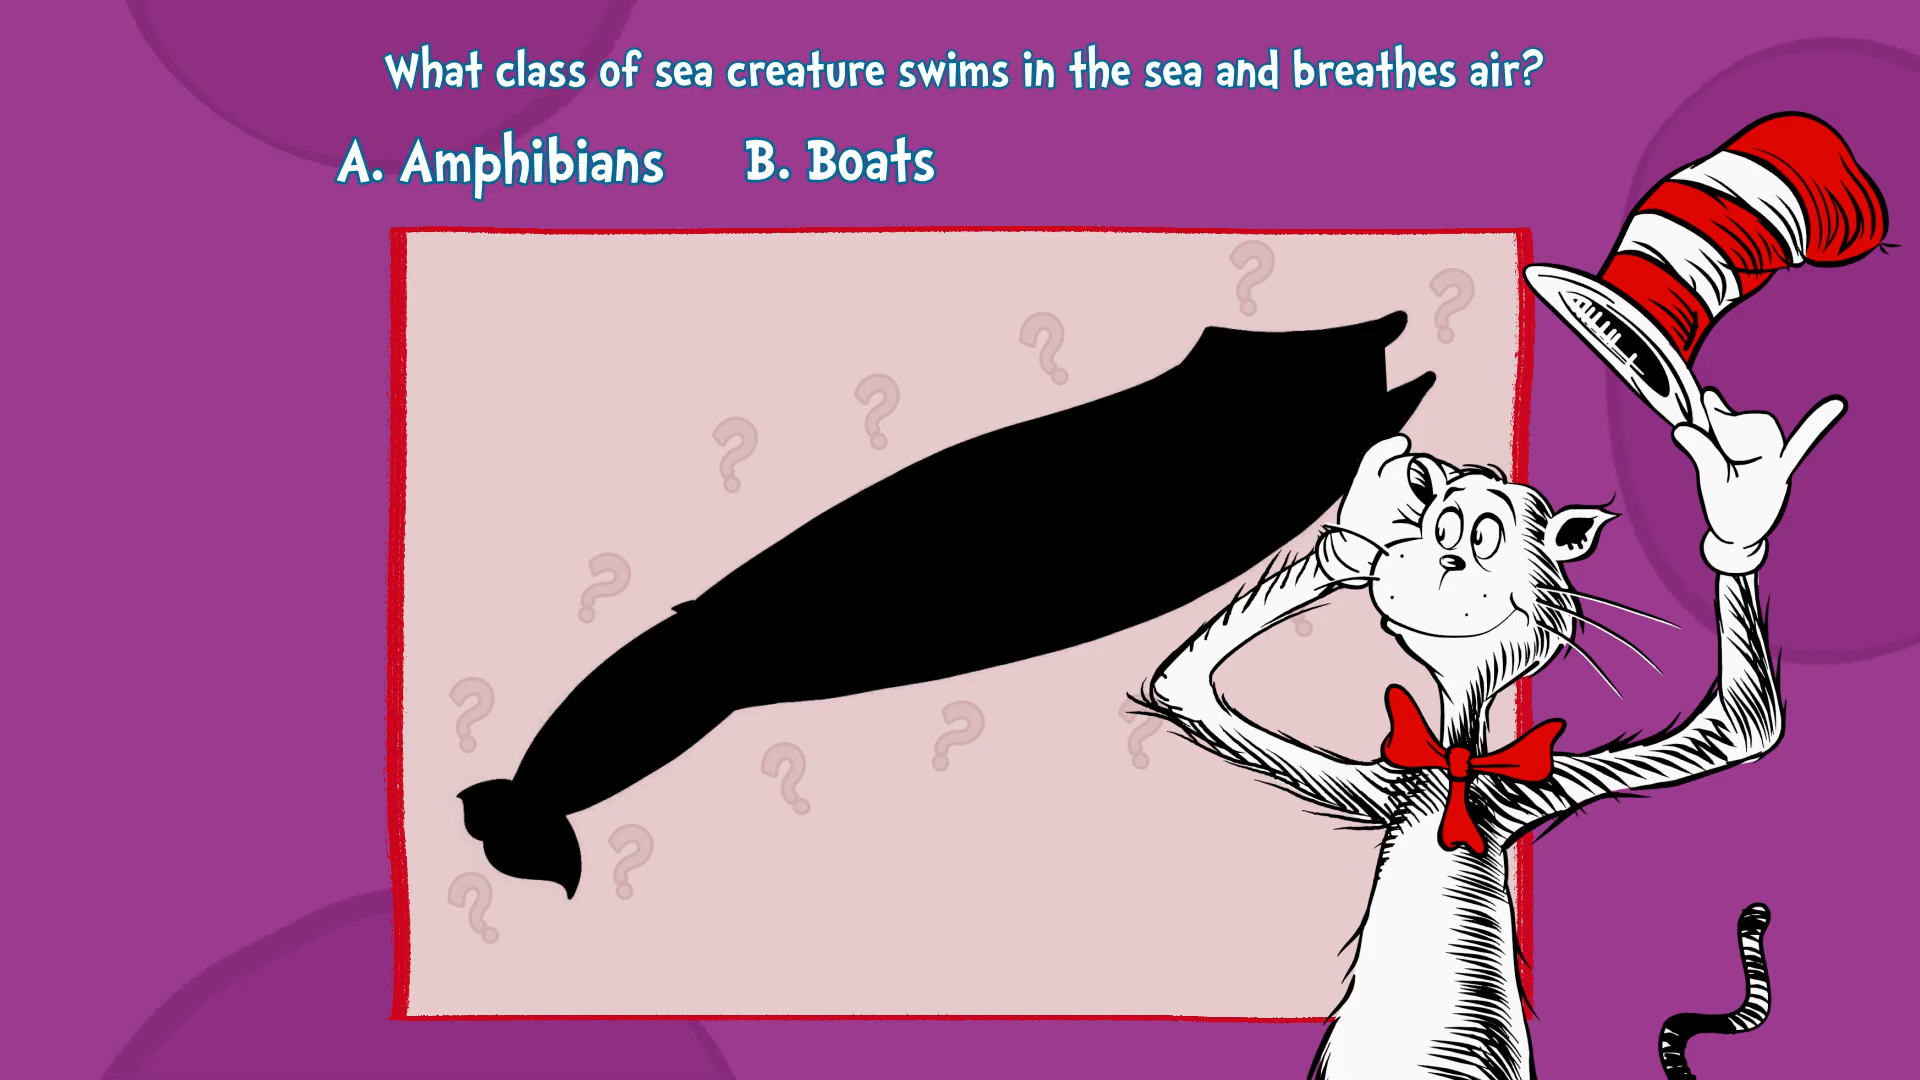 What class of sea creature swims in the sea and breathes air?
A. Amphibians B. Boats
? ? ? ? ? ? ? ? ? ? ? ? ? ?